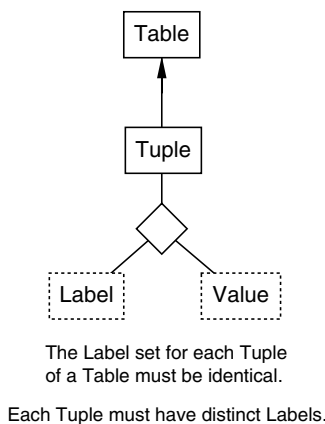 Table
Tuple
Label Value
The Label set for each Tuple
of a Table must be identical.
Each Tuple must have distinct Labels.